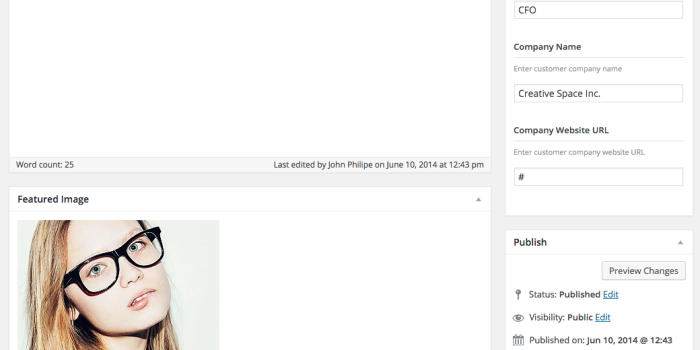 CFO
Company Name
Enter customer company name
Creative Space Inc.
Company Website URL
Enter customer company website URL
#
Word count: 25
Last edited by John Philipe on June 10, 2014 at 12:43 pm
Featured Image
Publish
Preview Changes
Status: Published Edit
Visibility: Public Edit
Published on: Jun 10, 2014 @ 12:43